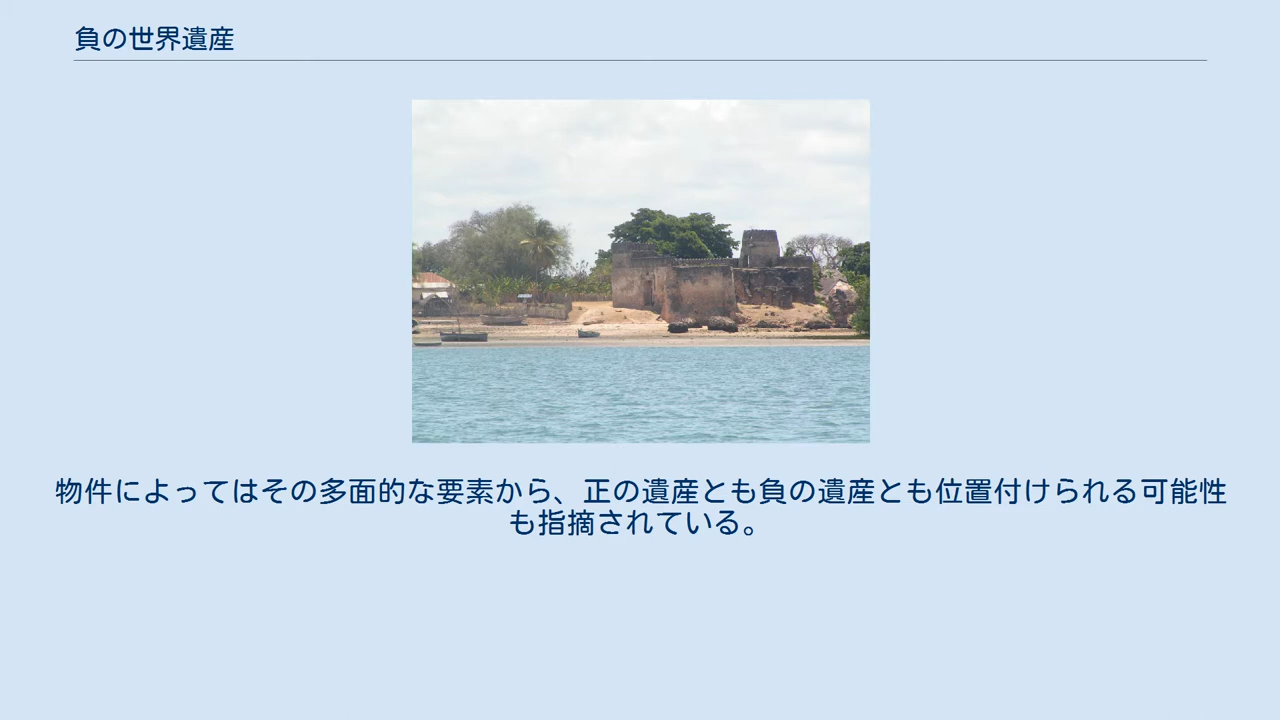 負の世界遺産
物件によってはその多面的な要素から、正の遺産とも負の遺産とも位置付けられる可能性
も指摘されている。